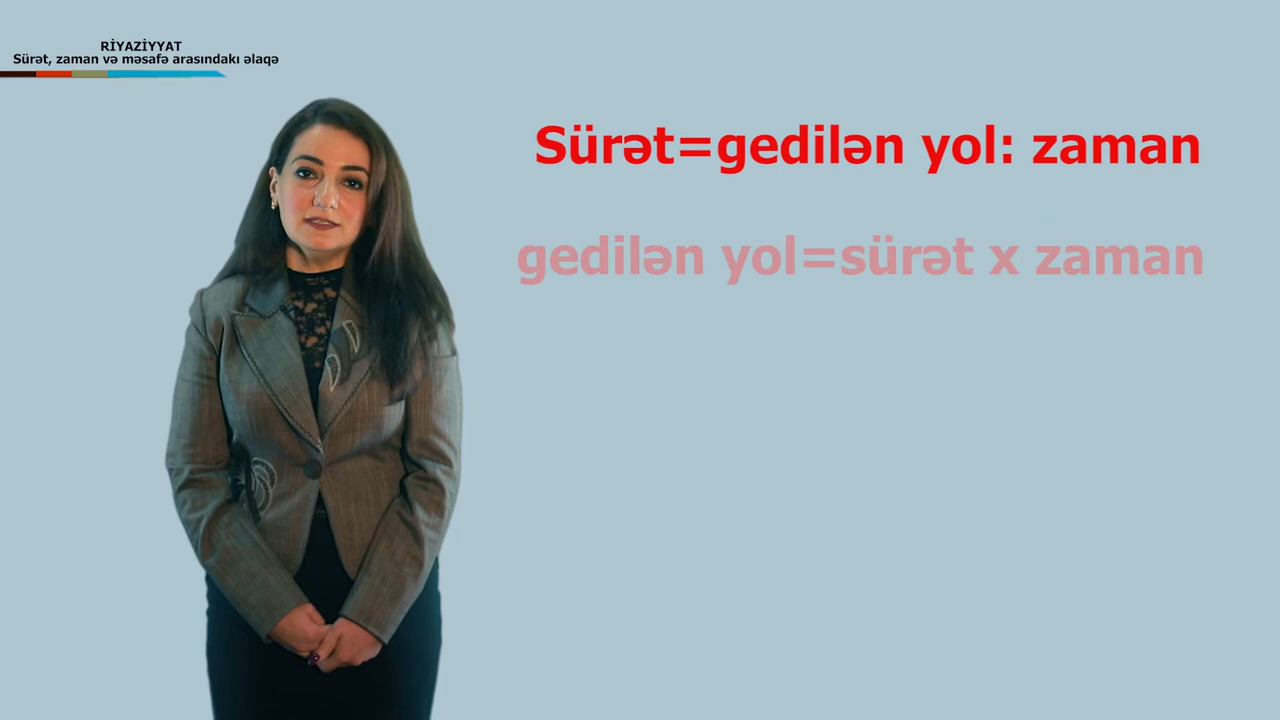 RİYAZİYYAT
Sürət, zaman və məsafə arasındakı əlaqə
Sürət=gedilən yol: zaman
gedilən yol=sürət x zaman